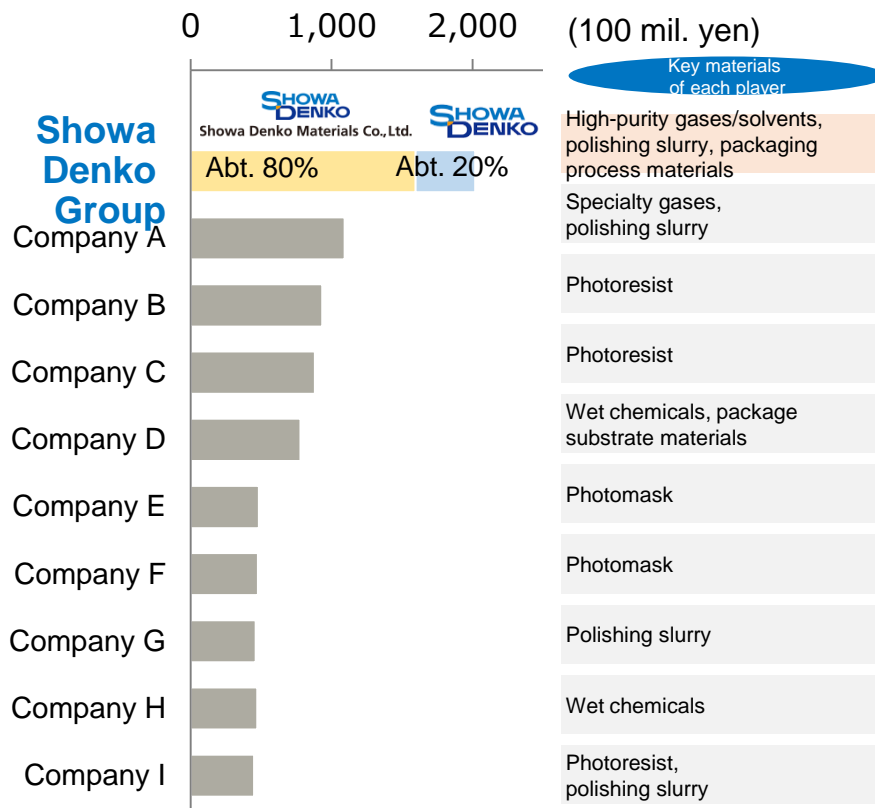 0 1,000 2,000 (100 mil. yen)
Key materials
of each player
SHOWA
DENKO
Showa Denko Materials Co., Ltd.
SHOWA
DENKO
Showa
Denko
Group
Abt. 80% Abt. 20%
High-purity gases/solvents,
polishing slurry, packaging
process materials
Company A
Specialty gases,
polishing slurry
Company B
Photoresist
Company C
Photoresist
Company D
Wet chemicals, package
substrate materials
Company E
Photomask
Company F
Photomask
Company G
Polishing slurry
Company H
Wet chemicals
Company I
Photoresist,
polishing slurry